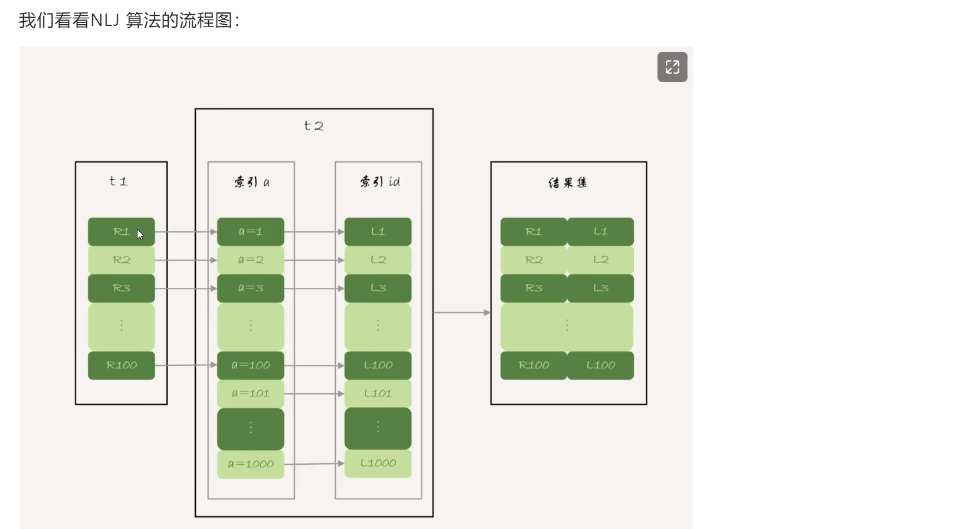 我们看看NLJ 算法的流程图：
t2
t1
索引 a
索引 id
结果集
R1
a=1
L1
R1
L1
R2
a=2
L2
R2
L2
R3
a=3
L3
R3
L3
⋮
⋮
⋮
⋮
R100
a=100
L100
R100
L100
a=101
L101
⋮
⋮
a=1000
L1000